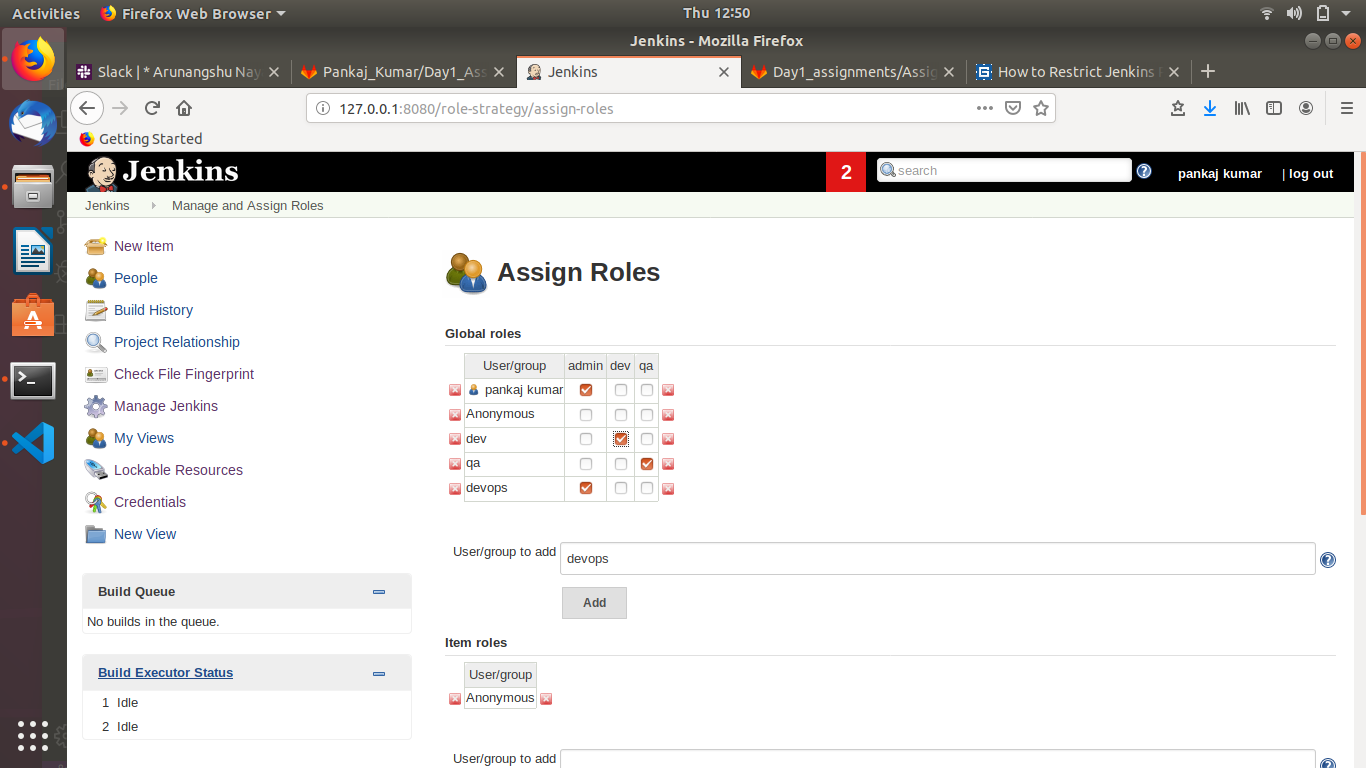 Activities Firefox Web Browser Thu 12:50
Jenkins - Mozilla Firefox
Slack | * Arunangshu Nay Pankaj_Kumar/Day1_Ass Jenkins Day1_assignments/Assig How to Restrict Jenkins
127.0.0.1:8080/role-strategy/assign-roles
Getting Started
Jenkins 2 search pankaj kumar | log out
Jenkins Manage and Assign Roles
New Item
People
Build History
Project Relationship
Check File Fingerprint
Manage Jenkins
My Views
Lockable Resources
Credentials
New View
Build Queue
No builds in the queue.
Build Executor Status
1 Idle
2 Idle
Assign Roles
Global roles
User/group admin dev qa
pankaj kumar
Anonymous
dev
qa
devops
User/group to add devops
Add
Item roles
User/group
Anonymous
User/group to add